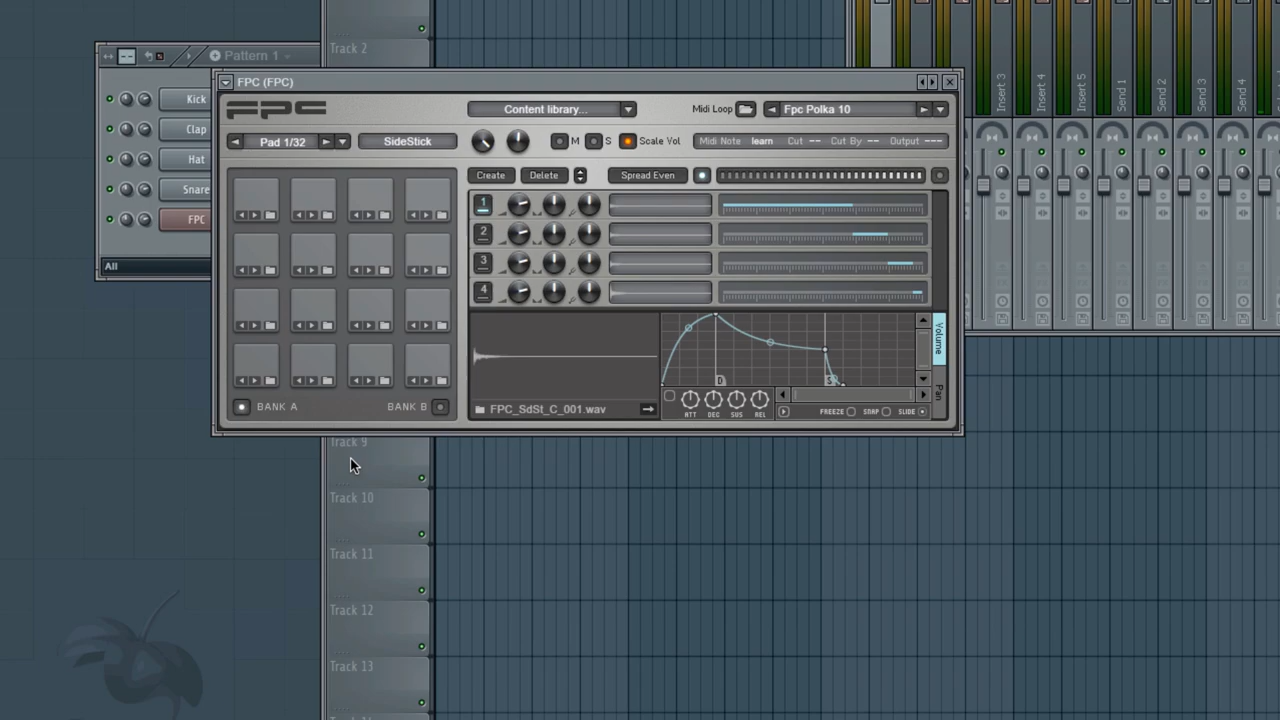 Track 2
Pattern 1
FPC (FPC)
FPC
Content library...
Midi Loop
Fpc Polka 10
Pad 1/32
SideStick
M
S
Scale Vol
Midi Note learn Cut -- Cut By -- Output ---
Kick
Clap
Hat
Snare
FPC
All
Create
Delete
Spread Even
1
2
3
4
D
S
Volume
Pan
FPC_SdSt_C_001.wav
ATT DEC SUS REL
FREEZE SNAP SLIDE
BANK A
BANK B
Insert 3
Insert 4
Insert 5
Send 1
Send 2
Send 3
Send 4
Track 9
Track 10
Track 11
Track 12
Track 13